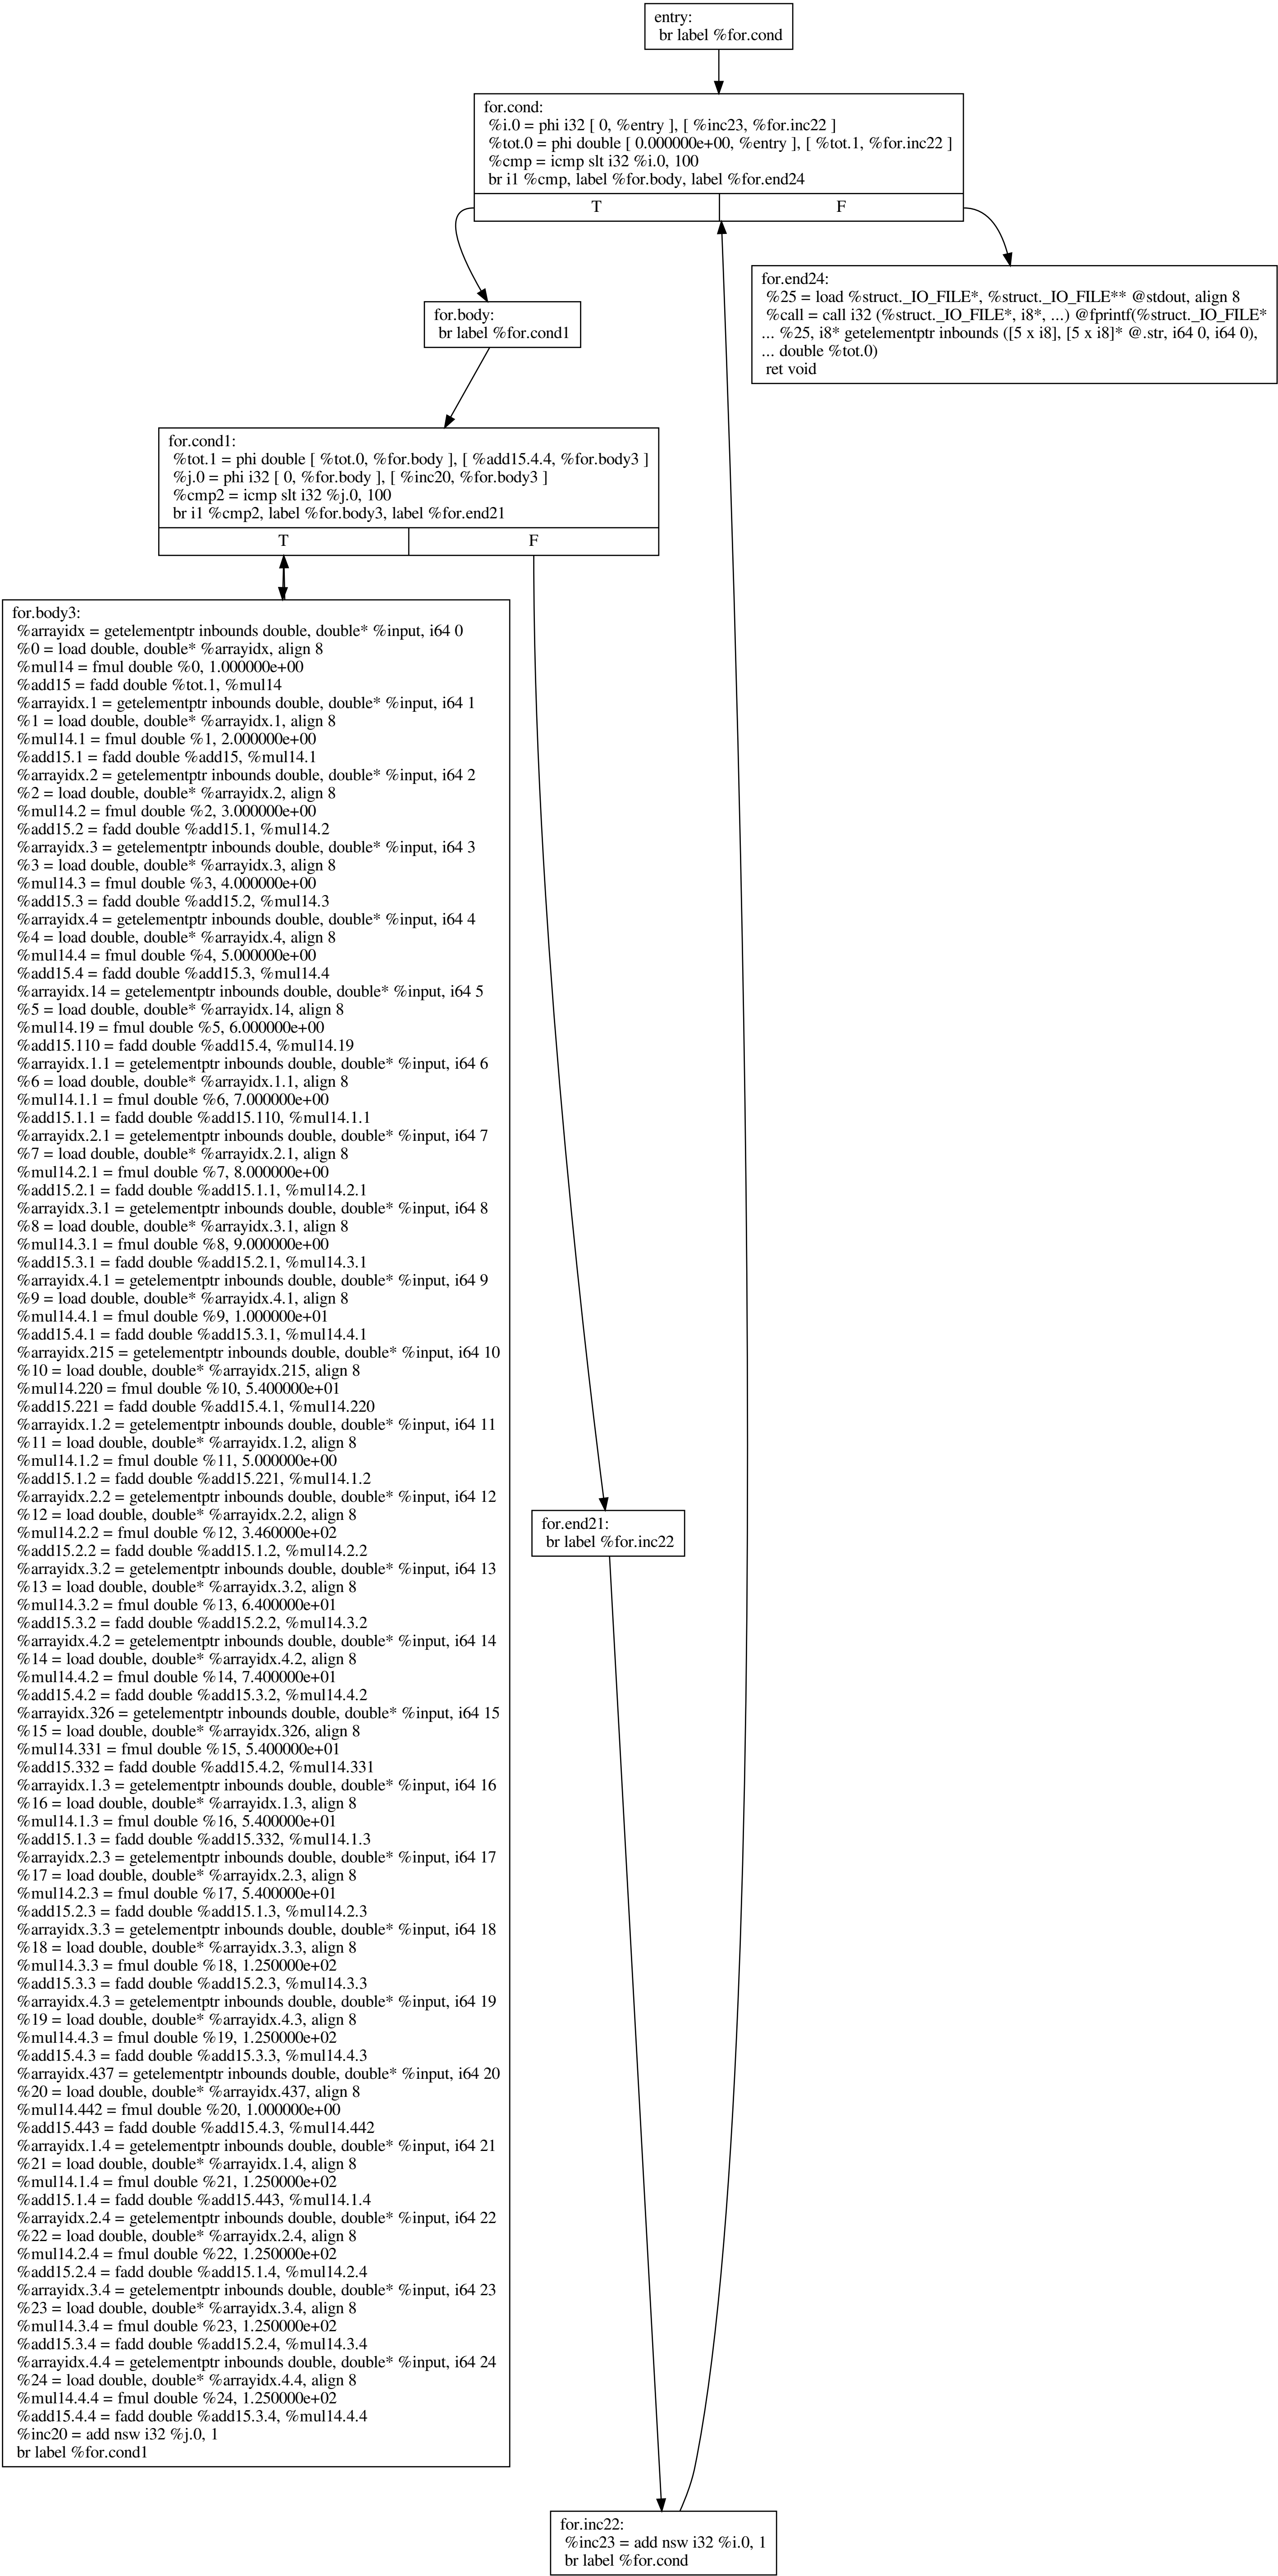 entry:
br label %for.cond
for.cond:
%i.0 = phi i32 [ 0, %entry ], [ %inc23, %for.inc22 ]
%tot.0 = phi double [ 0.000000e+00, %entry ], [ %tot.1, %for.inc22 ]
%cmp = icmp slt i32 %i.0, 100
br i1 %cmp, label %for.body, label %for.end24
T
F
for.end24:
%25 = load %struct._IO_FILE*, %struct._IO_FILE** @stdout, align 8
%call = call i32 (%struct._IO_FILE*, i8*, ...) @fprintf(%struct._IO_FILE*
... %25, i8* getelementptr inbounds ([5 x i8], [5 x i8]* @.str, i64 0, i64 0),
... double %tot.0)
ret void
for.body:
br label %for.cond1
for.cond1:
%tot.1 = phi double [ %tot.0, %for.body ], [ %add15.4.4, %for.body3 ]
%j.0 = phi i32 [ 0, %for.body ], [ %inc20, %for.body3 ]
%cmp2 = icmp slt i32 %j.0, 100
br i1 %cmp2, label %for.body3, label %for.end21
T
F
for.body3:
%arrayidx = getelementptr inbounds double, double* %input, i64 0
%0 = load double, double* %arrayidx, align 8
%mul14 = fmul double %0, 1.000000e+00
%add15 = fadd double %tot.1, %mul14
%arrayidx.1 = getelementptr inbounds double, double* %input, i64 1
%1 = load double, double* %arrayidx.1, align 8
%mul14.1 = fmul double %1, 2.000000e+00
%add15.1 = fadd double %add15, %mul14.1
%arrayidx.2 = getelementptr inbounds double, double* %input, i64 2
%2 = load double, double* %arrayidx.2, align 8
%mul14.2 = fmul double %2, 3.000000e+00
%add15.2 = fadd double %add15.1, %mul14.2
%arrayidx.3 = getelementptr inbounds double, double* %input, i64 3
%3 = load double, double* %arrayidx.3, align 8
%mul14.3 = fmul double %3, 4.000000e+00
%add15.3 = fadd double %add15.2, %mul14.3
%arrayidx.4 = getelementptr inbounds double, double* %input, i64 4
%4 = load double, double* %arrayidx.4, align 8
%mul14.4 = fmul double %4, 5.000000e+00
%add15.4 = fadd double %add15.3, %mul14.4
%arrayidx.14 = getelementptr inbounds double, double* %input, i64 5
%5 = load double, double* %arrayidx.14, align 8
%mul14.19 = fmul double %5, 6.000000e+00
%add15.110 = fadd double %add15.4, %mul14.19
%arrayidx.1.1 = getelementptr inbounds double, double* %input, i64 6
%6 = load double, double* %arrayidx.1.1, align 8
%mul14.1.1 = fmul double %6, 7.000000e+00
%add15.1.1 = fadd double %add15.110, %mul14.1.1
%arrayidx.2.1 = getelementptr inbounds double, double* %input, i64 7
%7 = load double, double* %arrayidx.2.1, align 8
%mul14.2.1 = fmul double %7, 8.000000e+00
%add15.2.1 = fadd double %add15.1.1, %mul14.2.1
%arrayidx.3.1 = getelementptr inbounds double, double* %input, i64 8
%8 = load double, double* %arrayidx.3.1, align 8
%mul14.3.1 = fmul double %8, 9.000000e+00
%add15.3.1 = fadd double %add15.2.1, %mul14.3.1
%arrayidx.4.1 = getelementptr inbounds double, double* %input, i64 9
%9 = load double, double* %arrayidx.4.1, align 8
%mul14.4.1 = fmul double %9, 1.000000e+01
%add15.4.1 = fadd double %add15.3.1, %mul14.4.1
%arrayidx.215 = getelementptr inbounds double, double* %input, i64 10
%10 = load double, double* %arrayidx.215, align 8
%mul14.220 = fmul double %10, 5.400000e+01
%add15.221 = fadd double %add15.4.1, %mul14.220
%arrayidx.1.2 = getelementptr inbounds double, double* %input, i64 11
%11 = load double, double* %arrayidx.1.2, align 8
%mul14.1.2 = fmul double %11, 5.000000e+00
%add15.1.2 = fadd double %add15.221, %mul14.1.2
%arrayidx.2.2 = getelementptr inbounds double, double* %input, i64 12
%12 = load double, double* %arrayidx.2.2, align 8
%mul14.2.2 = fmul double %12, 3.460000e+02
%add15.2.2 = fadd double %add15.1.2, %mul14.2.2
%arrayidx.3.2 = getelementptr inbounds double, double* %input, i64 13
%13 = load double, double* %arrayidx.3.2, align 8
%mul14.3.2 = fmul double %13, 6.400000e+01
%add15.3.2 = fadd double %add15.2.2, %mul14.3.2
%arrayidx.4.2 = getelementptr inbounds double, double* %input, i64 14
%14 = load double, double* %arrayidx.4.2, align 8
%mul14.4.2 = fmul double %14, 7.400000e+01
%add15.4.2 = fadd double %add15.3.2, %mul14.4.2
%arrayidx.326 = getelementptr inbounds double, double* %input, i64 15
%15 = load double, double* %arrayidx.326, align 8
%mul14.331 = fmul double %15, 5.400000e+01
%add15.332 = fadd double %add15.4.2, %mul14.331
%arrayidx.1.3 = getelementptr inbounds double, double* %input, i64 16
%16 = load double, double* %arrayidx.1.3, align 8
%mul14.1.3 = fmul double %16, 5.400000e+01
%add15.1.3 = fadd double %add15.332, %mul14.1.3
%arrayidx.2.3 = getelementptr inbounds double, double* %input, i64 17
%17 = load double, double* %arrayidx.2.3, align 8
%mul14.2.3 = fmul double %17, 5.400000e+01
%add15.2.3 = fadd double %add15.1.3, %mul14.2.3
%arrayidx.3.3 = getelementptr inbounds double, double* %input, i64 18
%18 = load double, double* %arrayidx.3.3, align 8
%mul14.3.3 = fmul double %18, 1.250000e+02
%add15.3.3 = fadd double %add15.2.3, %mul14.3.3
%arrayidx.4.3 = getelementptr inbounds double, double* %input, i64 19
%19 = load double, double* %arrayidx.4.3, align 8
%mul14.4.3 = fmul double %19, 1.250000e+02
%add15.4.3 = fadd double %add15.3.3, %mul14.4.3
%arrayidx.437 = getelementptr inbounds double, double* %input, i64 20
%20 = load double, double* %arrayidx.437, align 8
%mul14.442 = fmul double %20, 1.000000e+00
%add15.443 = fadd double %add15.4.3, %mul14.442
%arrayidx.1.4 = getelementptr inbounds double, double* %input, i64 21
%21 = load double, double* %arrayidx.1.4, align 8
%mul14.1.4 = fmul double %21, 1.250000e+02
%add15.1.4 = fadd double %add15.443, %mul14.1.4
%arrayidx.2.4 = getelementptr inbounds double, double* %input, i64 22
%22 = load double, double* %arrayidx.2.4, align 8
%mul14.2.4 = fmul double %22, 1.250000e+02
%add15.2.4 = fadd double %add15.1.4, %mul14.2.4
%arrayidx.3.4 = getelementptr inbounds double, double* %input, i64 23
%23 = load double, double* %arrayidx.3.4, align 8
%mul14.3.4 = fmul double %23, 1.250000e+02
%add15.3.4 = fadd double %add15.2.4, %mul14.3.4
%arrayidx.4.4 = getelementptr inbounds double, double* %input, i64 24
%24 = load double, double* %arrayidx.4.4, align 8
%mul14.4.4 = fmul double %24, 1.250000e+02
%add15.4.4 = fadd double %add15.3.4, %mul14.4.4
%inc20 = add nsw i32 %j.0, 1
br label %for.cond1
for.end21:
br label %for.inc22
for.inc22:
%inc23 = add nsw i32 %i.0, 1
br label %for.cond